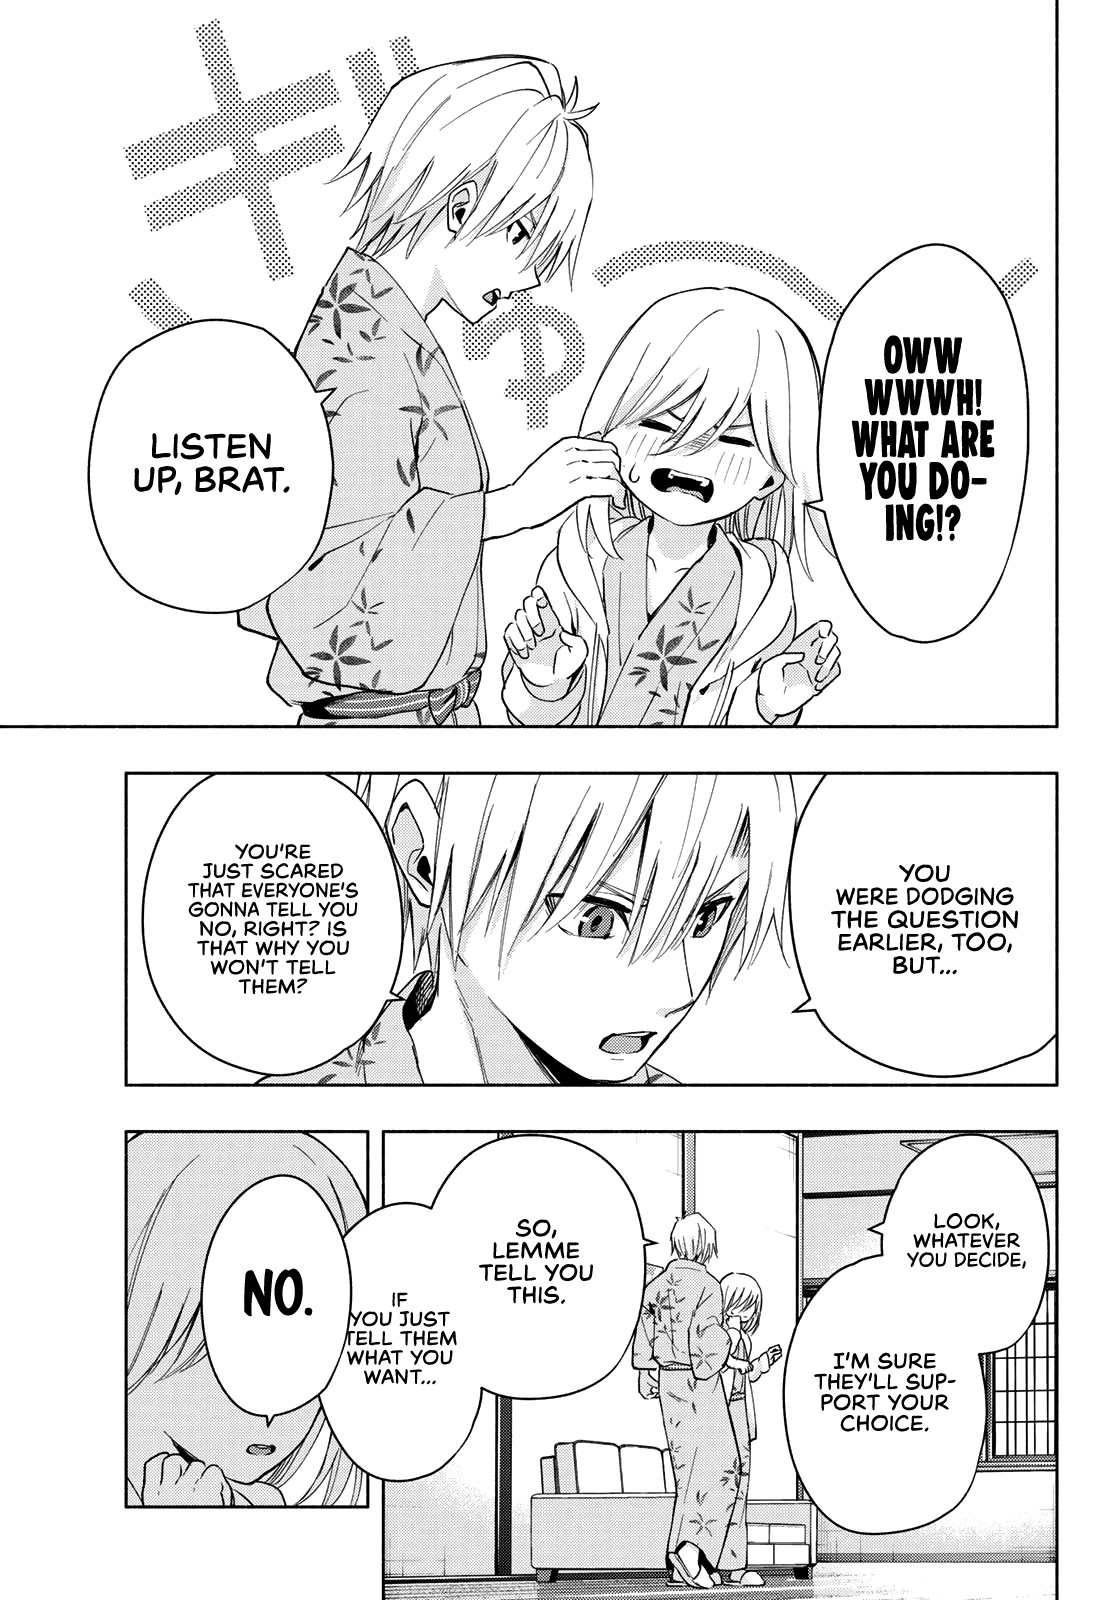 OWW
WWWH!
WHAT ARE
YOU DO-
ING!?
LISTEN
UP, BRAT.
YOU
WERE DODGING
THE QUESTION
EARLIER, TOO,
BUT...
YOU'RE
JUST SCARED
THAT EVERYONE'S
GONNA TELL YOU
NO, RIGHT? IS
THAT WHY YOU
WON'T TELL
THEM?
LOOK,
WHATEVER
YOU DECIDE,
I'M SURE
THEY'LL SUP-
PORT YOUR
CHOICE.
SO,
LEMME
TELL YOU
THIS.
IF
YOU JUST
TELL THEM
WHAT YOU
WANT...
NO.